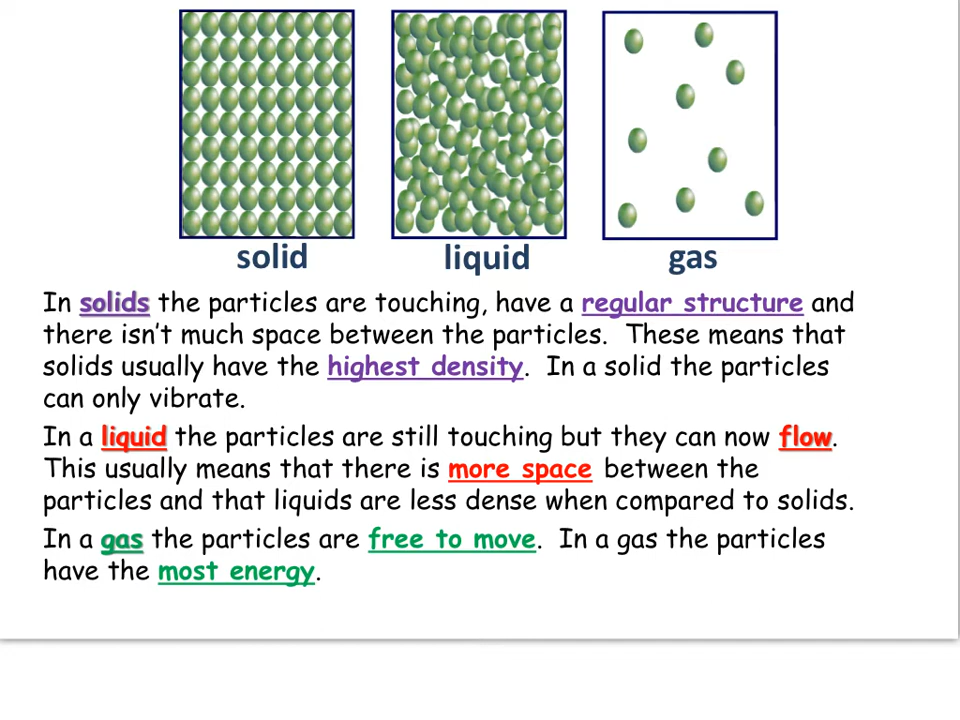 solid liquid gas
In solids the particles are touching, have a regular structure and
there isn’t much space between the particles.  These means that
solids usually have the highest density.  In a solid the particles
can only vibrate.
In a liquid the particles are still touching but they can now flow.
This usually means that there is more space between the
particles and that liquids are less dense when compared to solids.
In a gas the particles are free to move.  In a gas the particles
have the most energy.